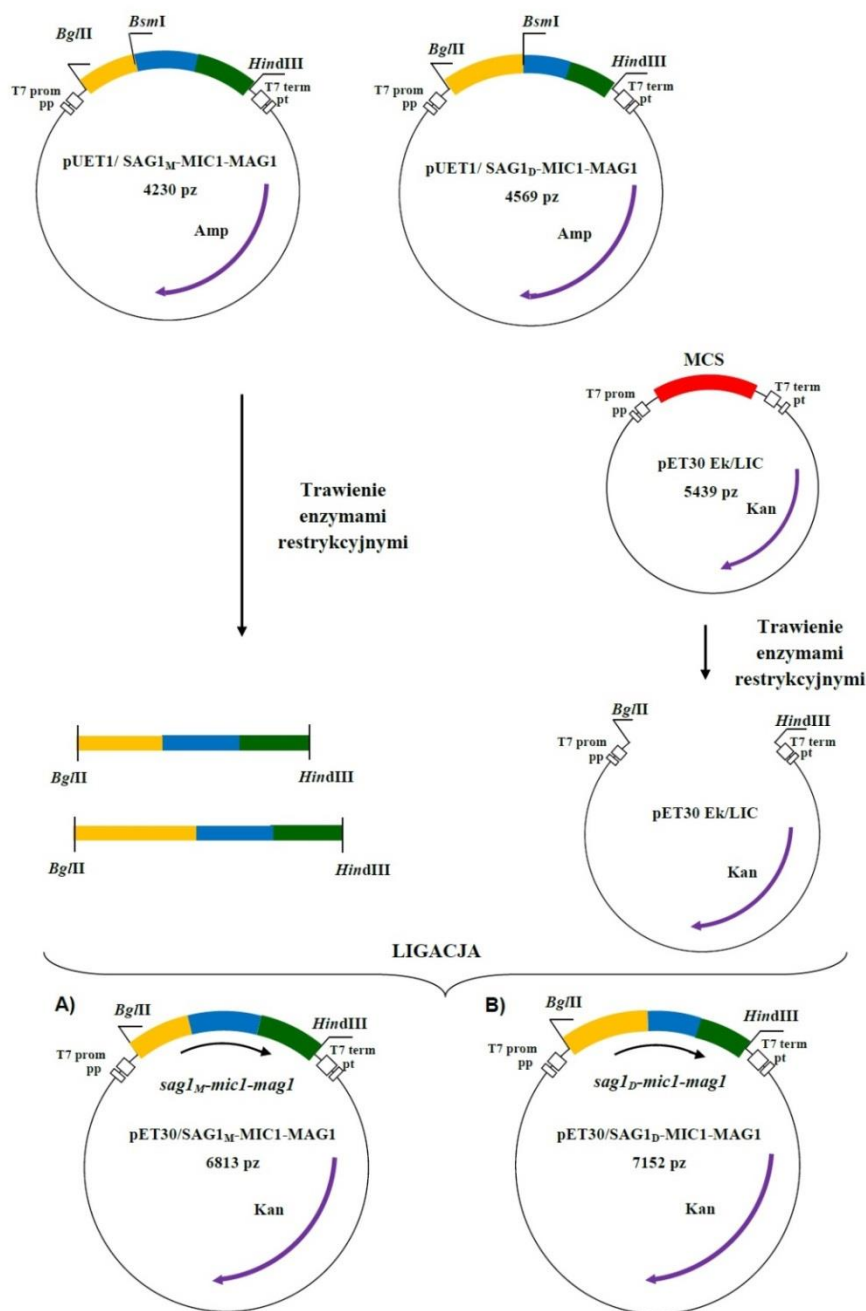 BsmI
BglII
HindIII
T7 prom
pp
T7 term
pt
pUET1/ SAG1M-MIC1-MAG1
4230 pz
Amp
BsmI
BglII
HindIII
T7 prom
pp
T7 term
pt
pUET1/ SAG1D-MIC1-MAG1
4569 pz
Amp
MCS
T7 prom
pp
T7 term
pt
pET30 Ek/LIC
5439 pz
Kan
Trawienie
enzymami
restrykcyjnymi
Trawienie
enzymami
restrykcyjnymi
BglII
HindIII
T7 prom
pp
T7 term
pt
pET30 Ek/LIC
Kan
BglII
HindIII
BglII
HindIII
LIGACJA
A)
BglII
HindIII
T7 prom
pp
T7 term
pt
sag1M-mic1-mag1
pET30/SAG1M-MIC1-MAG1
6813 pz
Kan
B)
BglII
HindIII
T7 prom
pp
T7 term
pt
sag1D-mic1-mag1
pET30/SAG1D-MIC1-MAG1
7152 pz
Kan